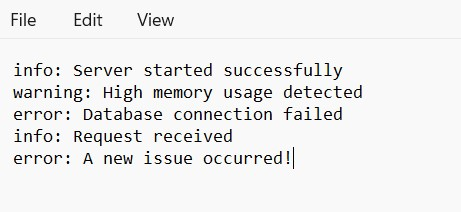 File Edit View
info: Server started successfully
warning: High memory usage detected
error: Database connection failed
info: Request received
error: A new issue occurred!